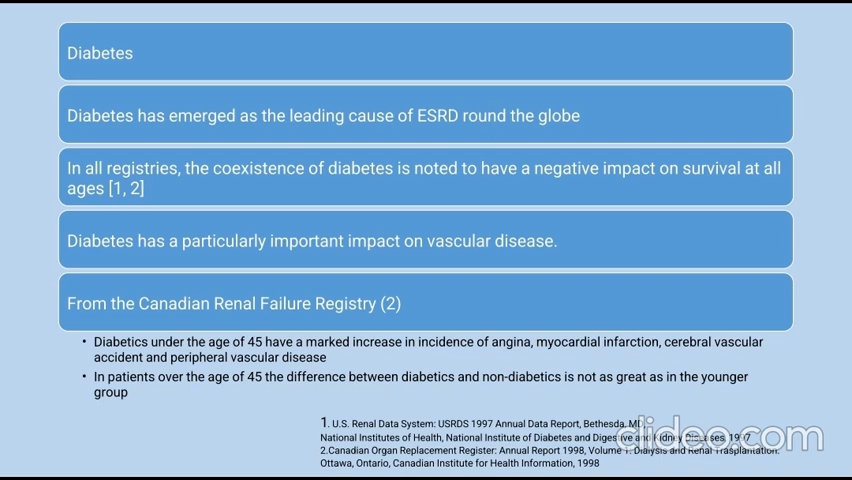 Diabetes
Diabetes has emerged as the leading cause of ESRD round the globe
In all registries, the coexistence of diabetes is noted to have a negative impact on survival at all
ages [1, 2]
Diabetes has a particularly important impact on vascular disease.
From the Canadian Renal Failure Registry (2)
• Diabetics under the age of 45 have a marked increase in incidence of angina, myocardial infarction, cerebral vascular
accident and peripheral vascular disease
• In patients over the age of 45 the difference between diabetics and non-diabetics is not as great as in the younger
group
1. U.S. Renal Data System: USRDS 1997 Annual Data Report, Bethesda, MD,
National Institutes of Health, National Institute of Diabetes and Digestive and Kidney Diseases, 1997
2.Canadian Organ Replacement Register: Annual Report 1998, Volume 1: Dialysis and Renal Trasplantation.
Ottawa, Ontario, Canadian Institute for Health Information, 1998
clideo.com